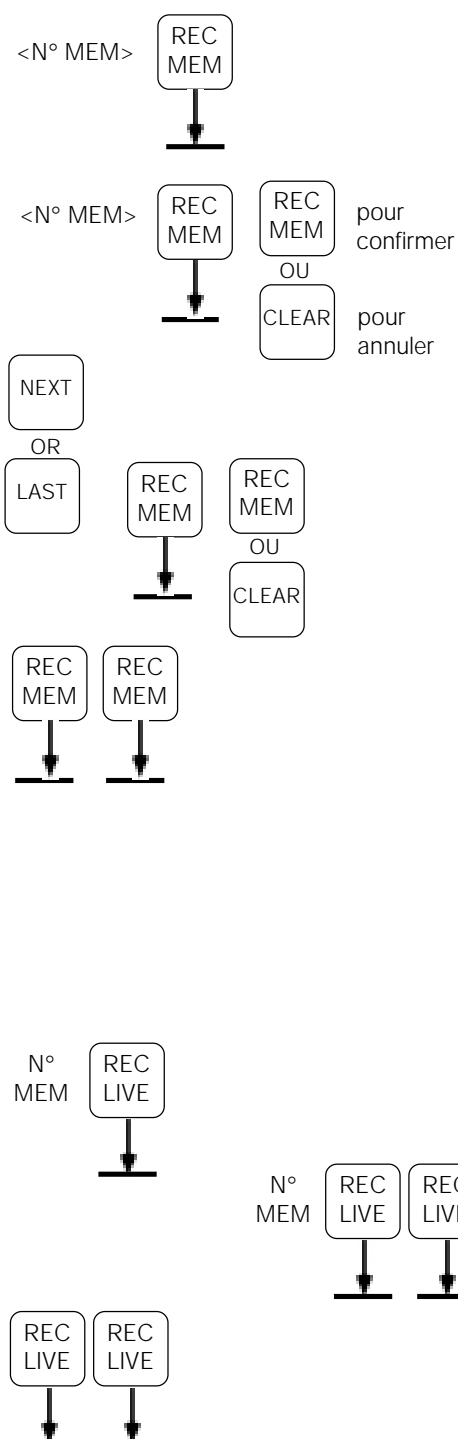 <N° MEM>
REC
MEM
<N° MEM>
REC
MEM
REC
MEM
pour
confirmer
OU
CLEAR
pour
annuler
NEXT
OR
LAST
REC
MEM
REC
MEM
OU
CLEAR
REC
MEM
REC
MEM
N°
MEM
REC
LIVE
N°
MEM
REC
LIVE
REC
LIVE
REC
LIVE